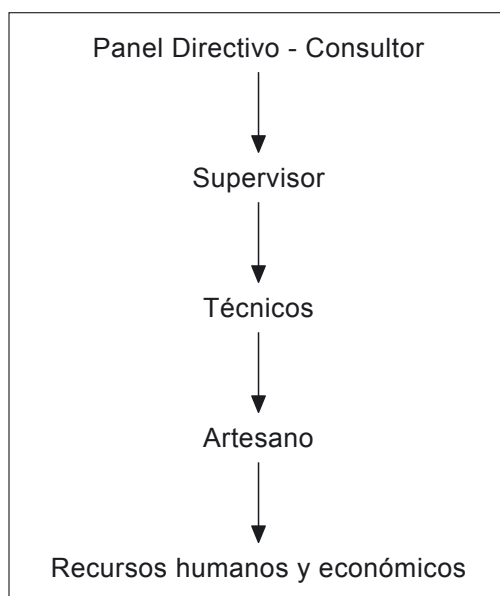 Panel Directivo - Consultor
Supervisor
Técnicos
Artesano
Recursos humanos y económicos